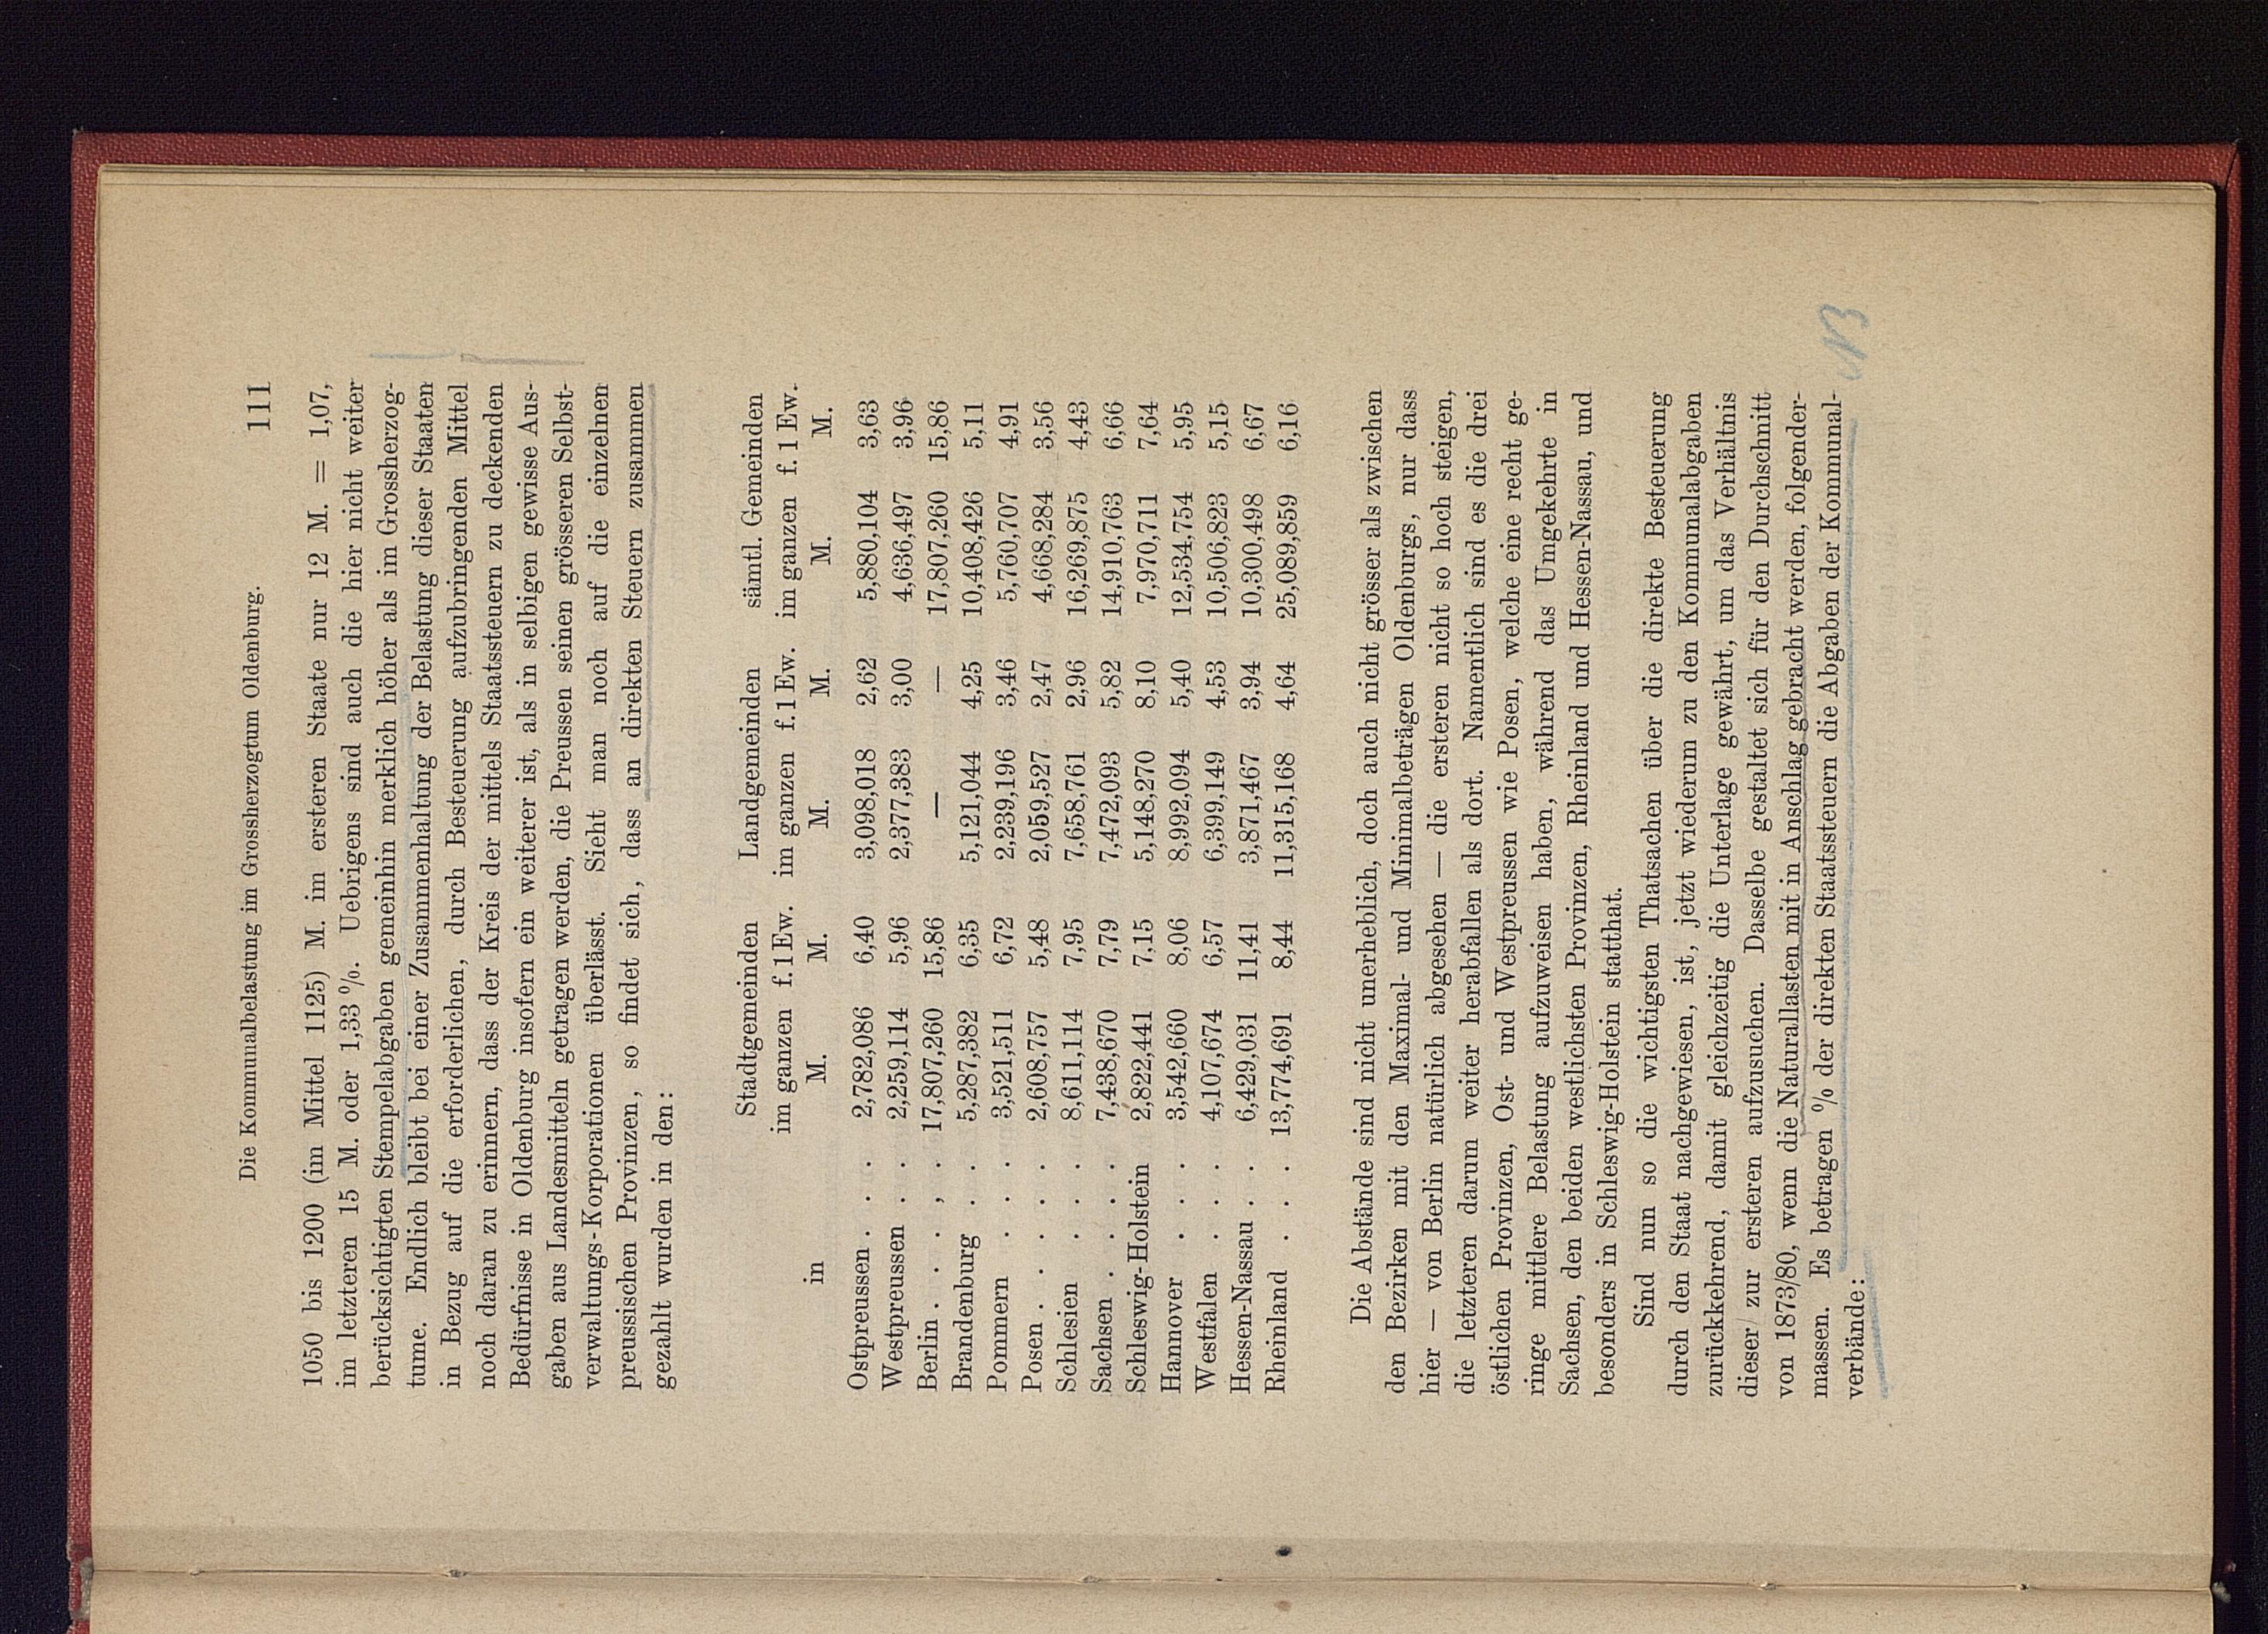 Die Kommunalbelastung im Grossherzogtum Oldenburg. 111
1050 bis 1200 (im Mittel 1125) M. im ersteren Staate nur 12 M. = 1,07,
im letzteren 15 M. oder 1,33 %. Uebrigens sind auch die hier nicht weiter
berücksichtigten Stempelabgaben gemeinhin merklich höher als im Grossherzog-
tume. Endlich bleibt bei einer Zusammenhaltung der Belastung dieser Staaten
in Bezug auf die erforderlichen, durch Besteuerung aufzubringenden Mittel
noch daran zu erinnern, dass der Kreis der mittels Staatssteuern zu deckenden
Bedürfnisse in Oldenburg insofern ein weiterer ist, als in selbigen gewisse Aus-
gaben aus Landesmitteln getragen werden, die Preussen seinen grösseren Selbst-
verwaltungs-Korporationen überlässt. Sieht man noch auf die einzelnen
preussischen Provinzen, so findet sich, dass an direkten Steuern zusammen
gezahlt wurden in den:
Stadtgemeinden Landgemeinden sämtl. Gemeinden
im ganzen f. 1 Ew. im ganzen f. 1 Ew. im ganzen f. 1 Ew.
in M. M. M. M. M. M.
Ostpreussen . . . 2,782,086 6,40 3,098,018 2,62 5,880,104 3,63
Westpreussen . . 2,259,114 5,96 2,377,383 3,00 4,636,497 3,96
Berlin . . . , . 17,807,260 15,86 — — 17,807,260 15,86
Brandenburg . . 5,287,382 6,35 5,121,044 4,25 10,408,426 5,11
Pommern . . . 3,521,511 6,72 2,239,196 3,46 5,760,707 4,91
Posen . . . . . 2,608,757 5,48 2,059,527 2,47 4,668,284 3,56
Schlesien . . . 8,611,114 7,95 7,658,761 2,96 16,269,875 4,43
Sachsen . . . . 7,438,670 7,79 7,472,093 5,82 14,910,763 6,66
Schleswig-Holstein 2,822,441 7,15 5,148,270 8,10 7,970,711 7,64
Hannover . . . 3,542,660 8,06 8,992,094 5,40 12,534,754 5,95
Westfalen . . . 4,107,674 6,57 6,399,149 4,53 10,506,823 5,15
Hessen-Nassau . . 6,429,031 11,41 3,871,467 3,94 10,300,498 6,67
Rheinland . . . 13,774,691 8,44 11,315,168 4,64 25,089,859 6,16
Die Abstände sind nicht unerheblich, doch auch nicht grösser als zwischen
den Bezirken mit den Maximal- und Minimalbeträgen Oldenburgs, nur dass
hier — von Berlin natürlich abgesehen — die ersteren nicht so hoch steigen,
die letzteren darum weiter herabfallen als dort. Namentlich sind es die drei
östlichen Provinzen, Ost- und Westpreussen wie Posen, welche eine recht ge-
ringe mittlere Belastung aufzuweisen haben, während das Umgekehrte in
Sachsen, den beiden westlichsten Provinzen, Rheinland und Hessen-Nassau, und
besonders in Schleswig-Holstein statthat.
Sind nun so die wichtigsten Thatsachen über die direkte Besteuerung
durch den Staat nachgewiesen, ist, jetzt wiederum zu den Kommunalabgaben
zurückkehrend, damit gleichzeitig die Unterlage gewährt, um das Verhältnis
dieser zur ersteren aufzusuchen. Dasselbe gestaltet sich für den Durchschnitt
von 1873/80, wenn die Naturallasten mit in Anschlag gebracht werden, folgender-
massen. Es betragen % der direkten Staatssteuern die Abgaben der Kommunal-
verbände:
NB